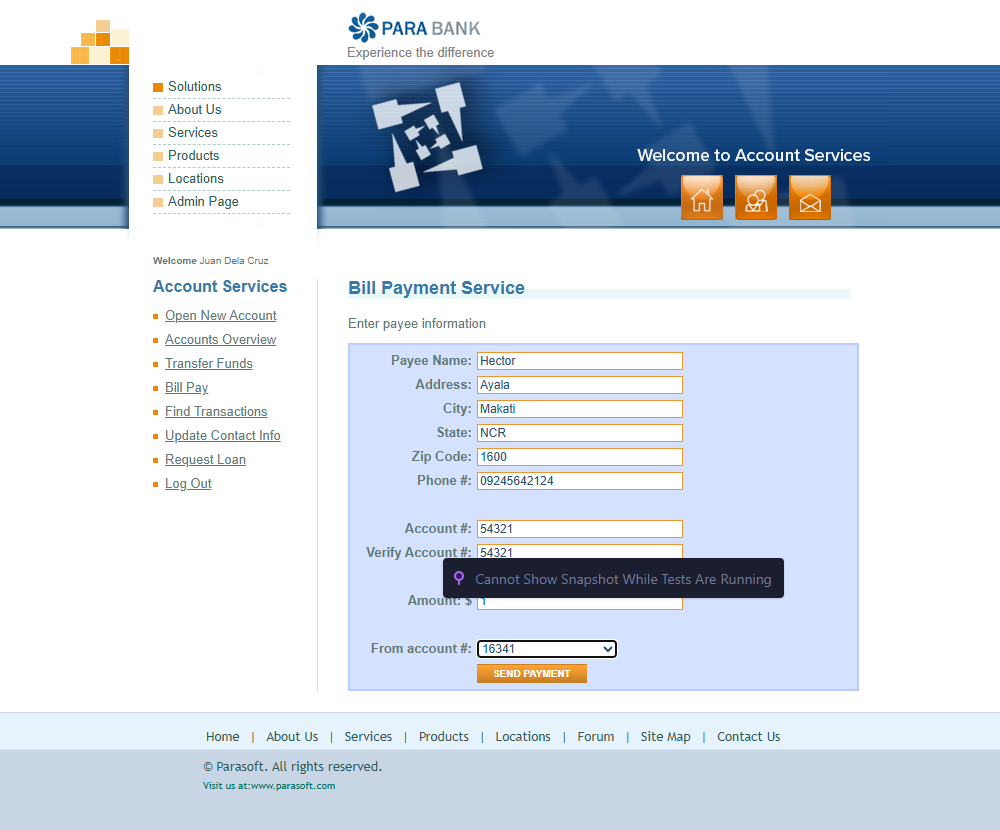 PARA BANK
Experience the difference
Solutions
About Us
Services
Products
Locations
Admin Page
Welcome to Account Services
Welcome Juan Dela Cruz
Account Services
Open New Account
Accounts Overview
Transfer Funds
Bill Pay
Find Transactions
Update Contact Info
Request Loan
Log Out
Bill Payment Service
Enter payee information
Payee Name: Hector
Address: Ayala
City: Makati
State: NCR
Zip Code: 1600
Phone #: 09245642124
Account #: 54321
Verify Account #: 54321
Cannot Show Snapshot While Tests Are Running
Amount: $ 1
From account #: 16341
SEND PAYMENT
Home | About Us | Services | Products | Locations | Forum | Site Map | Contact Us
© Parasoft. All rights reserved.
Visit us at:www.parasoft.com